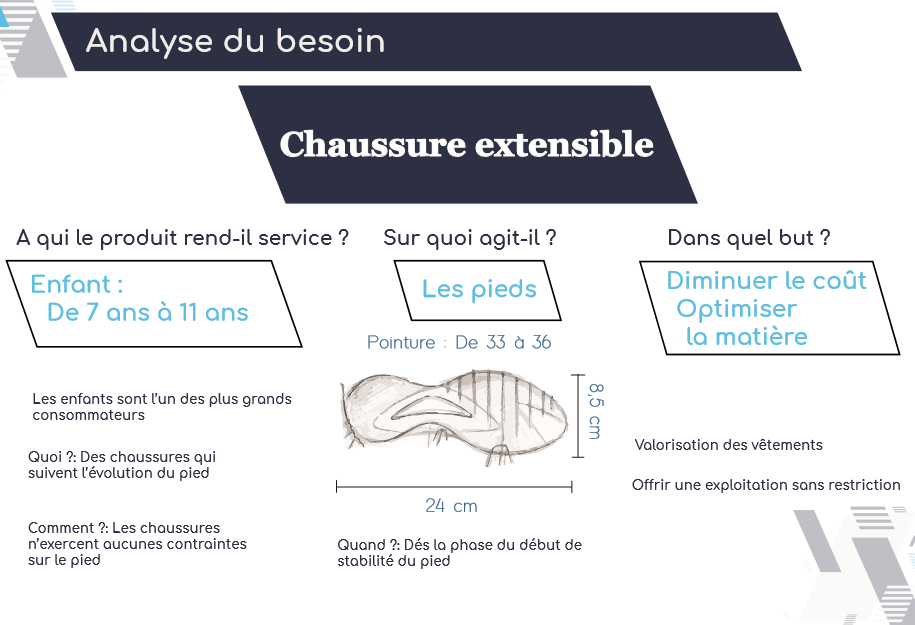 Analyse du besoin
Chaussure extensible
A qui le produit rend-il service ?
Enfant :
De 7 ans à 11 ans
Les enfants sont l'un des plus grands
consommateurs
Quoi ?: Des chaussures qui
suivent l'évolution du pied
Comment ?: Les chaussures
n'exercent aucunes contraintes
sur le pied
Sur quoi agit-il ?
Les pieds
Pointure : De 33 à 36
8,5 cm
24 cm
Quand ?: Dés la phase du début de
stabilité du pied
Dans quel but ?
Diminuer le coût
Optimiser
la matière
Valorisation des vêtements
Offrir une exploitation sans restriction